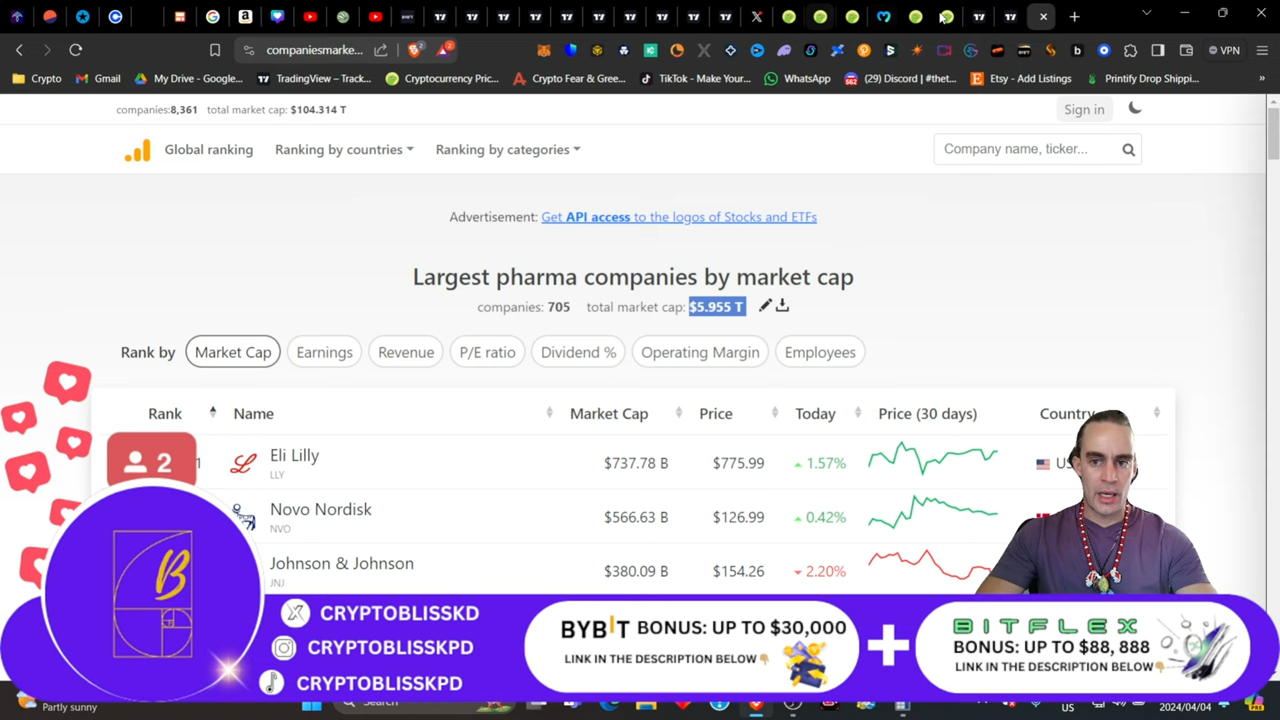 companiesmarke...
VPN
Crypto
Gmail
My Drive - Google...
TradingView – Track...
Cryptocurrency Pric...
Crypto Fear & Gree...
TikTok - Make Your...
WhatsApp
(29) Discord | #thet...
Etsy - Add Listings
Printify Drop Shippi...
companies:8,361 total market cap: $104.314 T
Sign in
Global ranking Ranking by countries Ranking by categories
Company name, ticker...
Advertisement: Get API access to the logos of Stocks and ETFs
Largest pharma companies by market cap
companies: 705 total market cap: $5.955 T
Rank by Market Cap Earnings Revenue P/E ratio Dividend % Operating Margin Employees
Rank Name Market Cap Price Today Price (30 days) Country
1 Eli Lilly $737.78 B $775.99 1.57%
LLY
Novo Nordisk $566.63 B $126.99 0.42%
NVO
Johnson & Johnson $380.09 B $154.26 2.20%
JNJ
2
B
CRYPTOBLISSKD
CRYPTOBLISSKPD
CRYPTOBLISSKPD
BYBIT BONUS: UP TO $30,000
LINK IN THE DESCRIPTION BELOW
BITFLEX
BONUS: UP TO $88, 888
LINK IN THE DESCRIPTION BELOW
Partly sunny
Search
US
2024/04/04